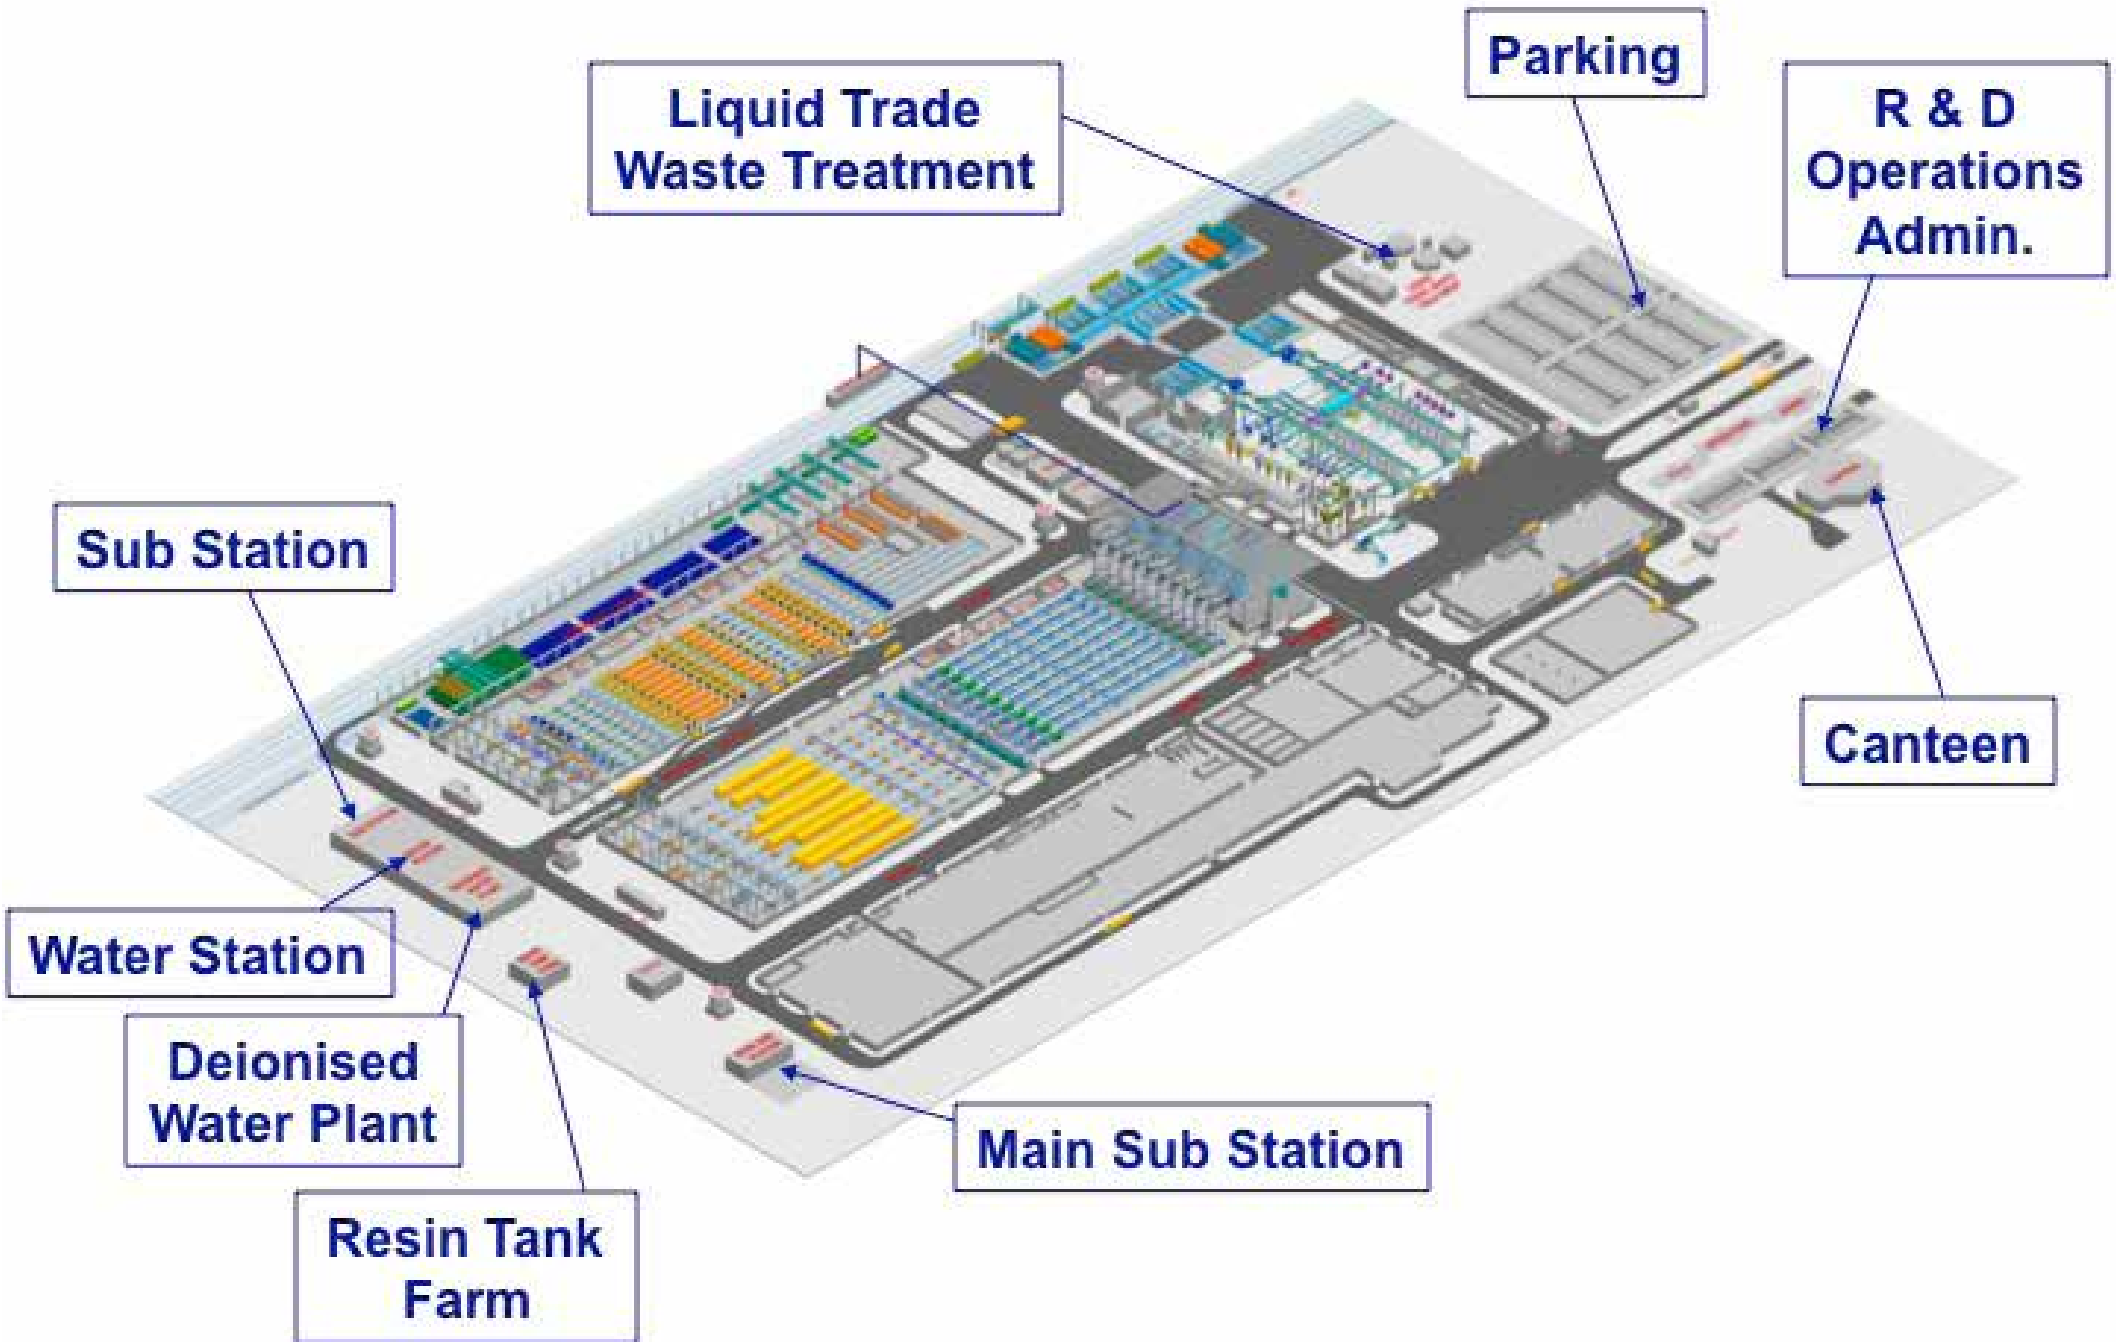 Parking
Liquid Trade
Waste Treatment
R & D
Operations
Admin.
Sub Station
Canteen
Water Station
Deionised
Water Plant
Main Sub Station
Resin Tank
Farm